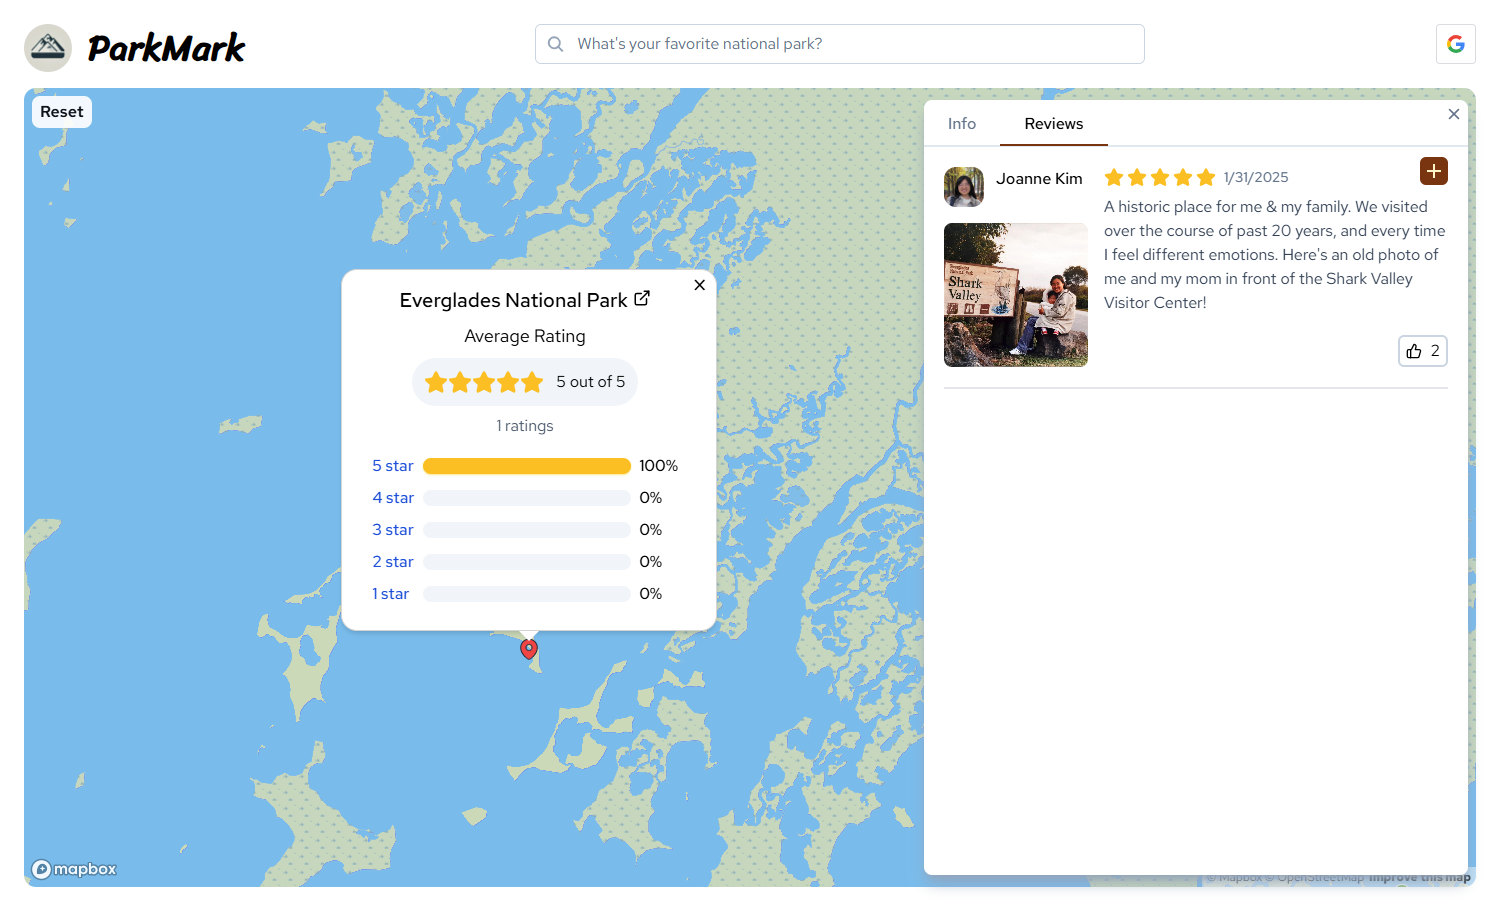 ParkMark
What's your favorite national park?
Reset
Info
Reviews
Joanne Kim
1/31/2025
A historic place for me & my family. We visited
over the course of past 20 years, and every time
I feel different emotions. Here's an old photo of
me and my mom in front of the Shark Valley
Visitor Center!
Shark
Valley
2
Everglades National Park
Average Rating
5 out of 5
1 ratings
5 star 100%
4 star 0%
3 star 0%
2 star 0%
1 star 0%
mapbox
© Mapbox © OpenStreetMap Improve this map